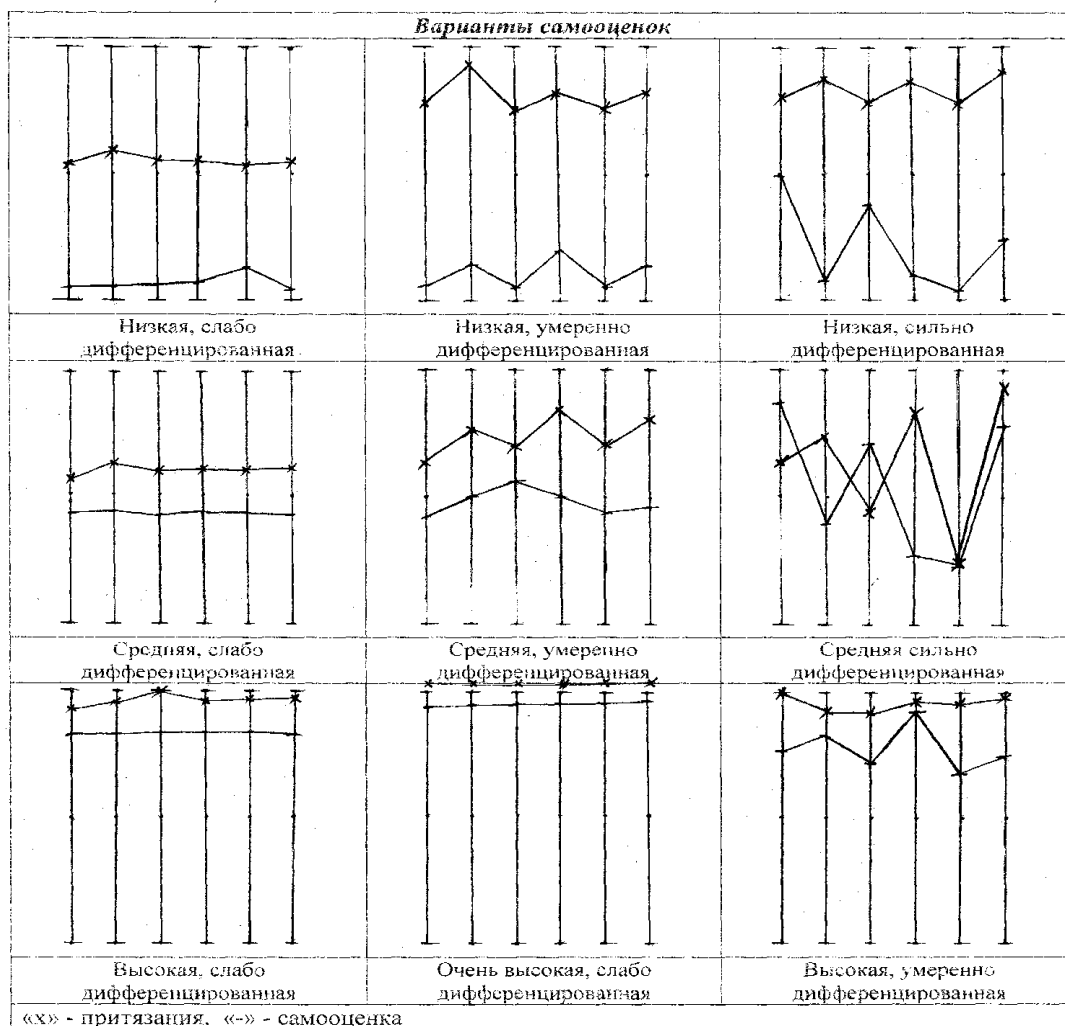 Варианты самооценок
Низкая, слабо
дифференцированная
Низкая, умеренно
дифференцированная
Низкая, сильно
дифференцированная
Средняя, слабо
дифференцированная
Средняя, умеренно
дифференцированная
Средняя сильно
дифференцированная
Высокая, слабо
дифференцированная
Очень высокая, слабо
дифференцированная
Высокая, умеренно
дифференцированная
«х» - притязания, «-» - самооценка